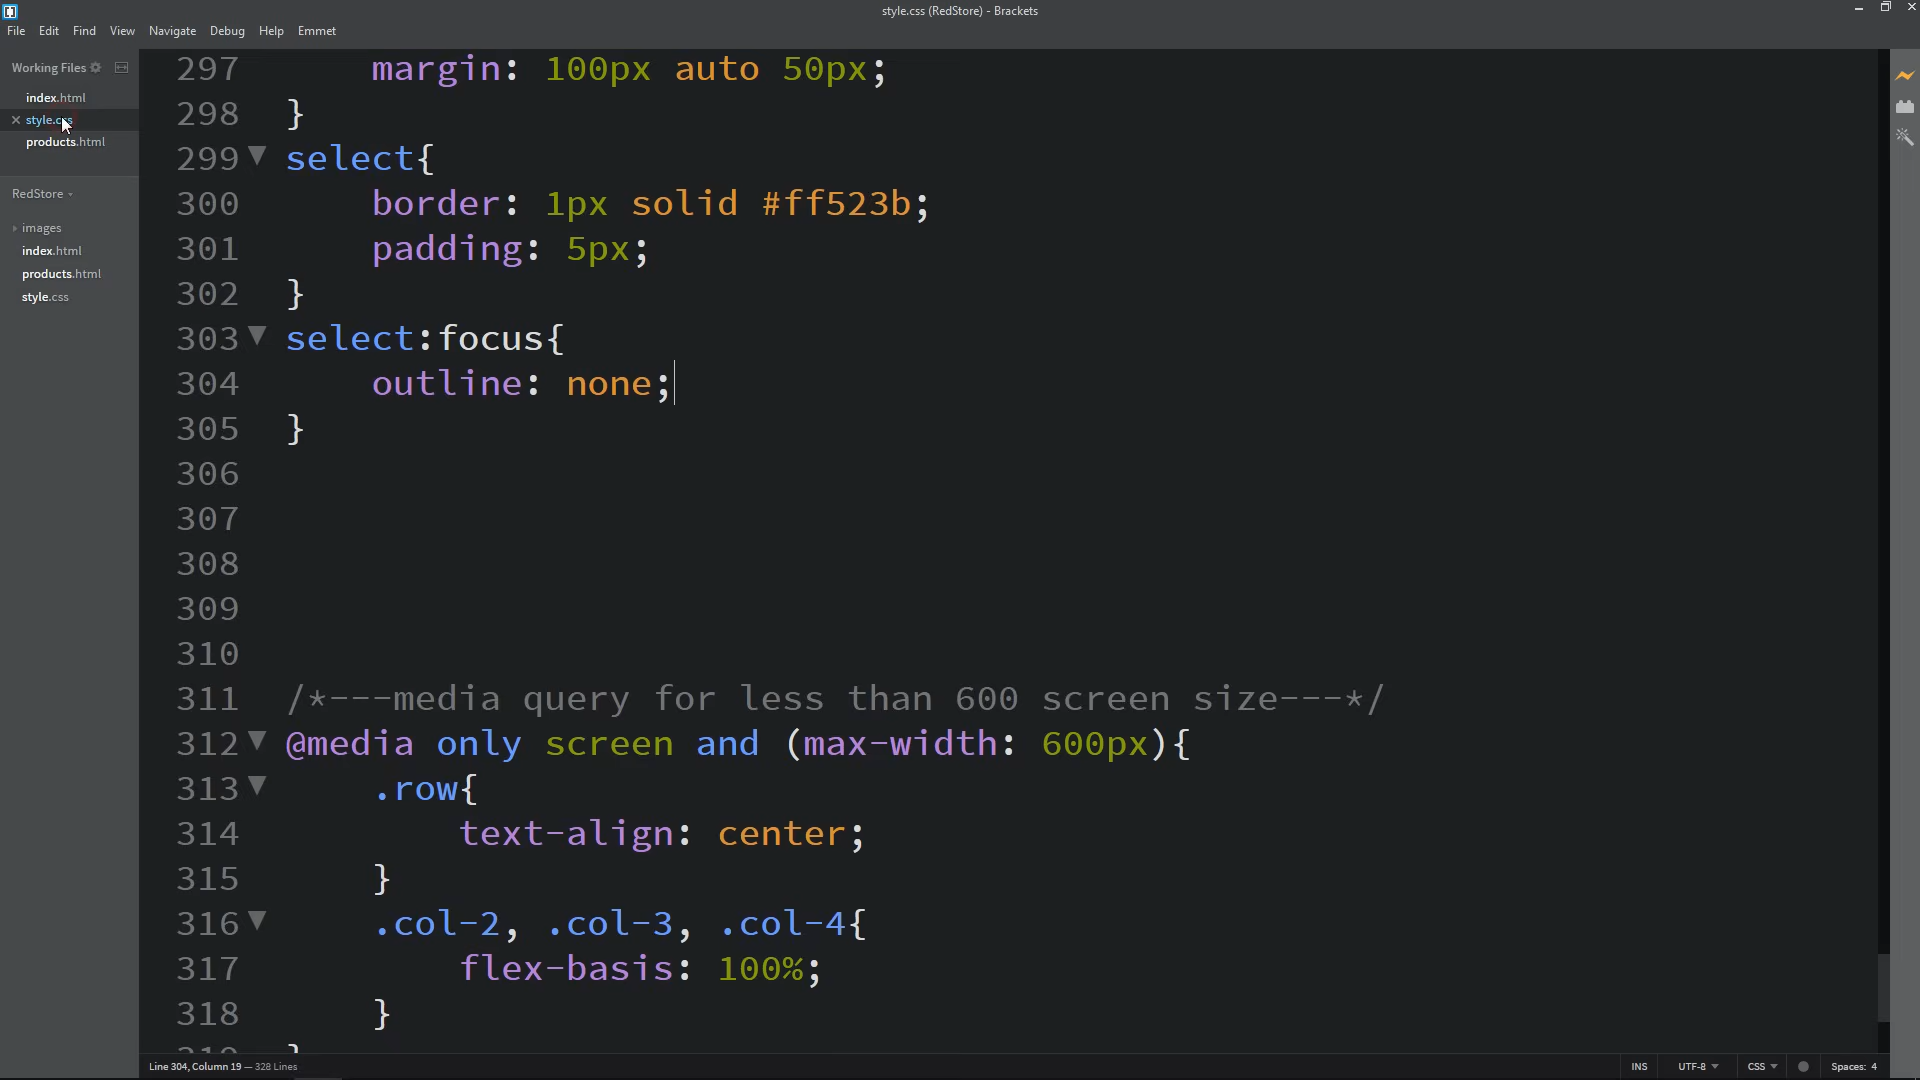 style.css (RedStore) - Brackets
File Edit Find View Navigate Debug Help Emmet
Working Files
index.html
style.css
products.html
RedStore
images
index.html
products.html
style.css
297 margin: 100px auto 50px;
298 }
299 select{
300 border: 1px solid #ff523b;
301 padding: 5px;
302 }
303 select:focus{
304 outline: none;
305 }
306
307
308
309
310
311 /*---media query for less than 600 screen size---*/
312 @media only screen and (max-width: 600px){
313 .row{
314 text-align: center;
315 }
316 .col-2, .col-3, .col-4{
317 flex-basis: 100%;
318 }
319 }
Line 304, Column 19 — 328 Lines
INS UTF-8 CSS Spaces: 4